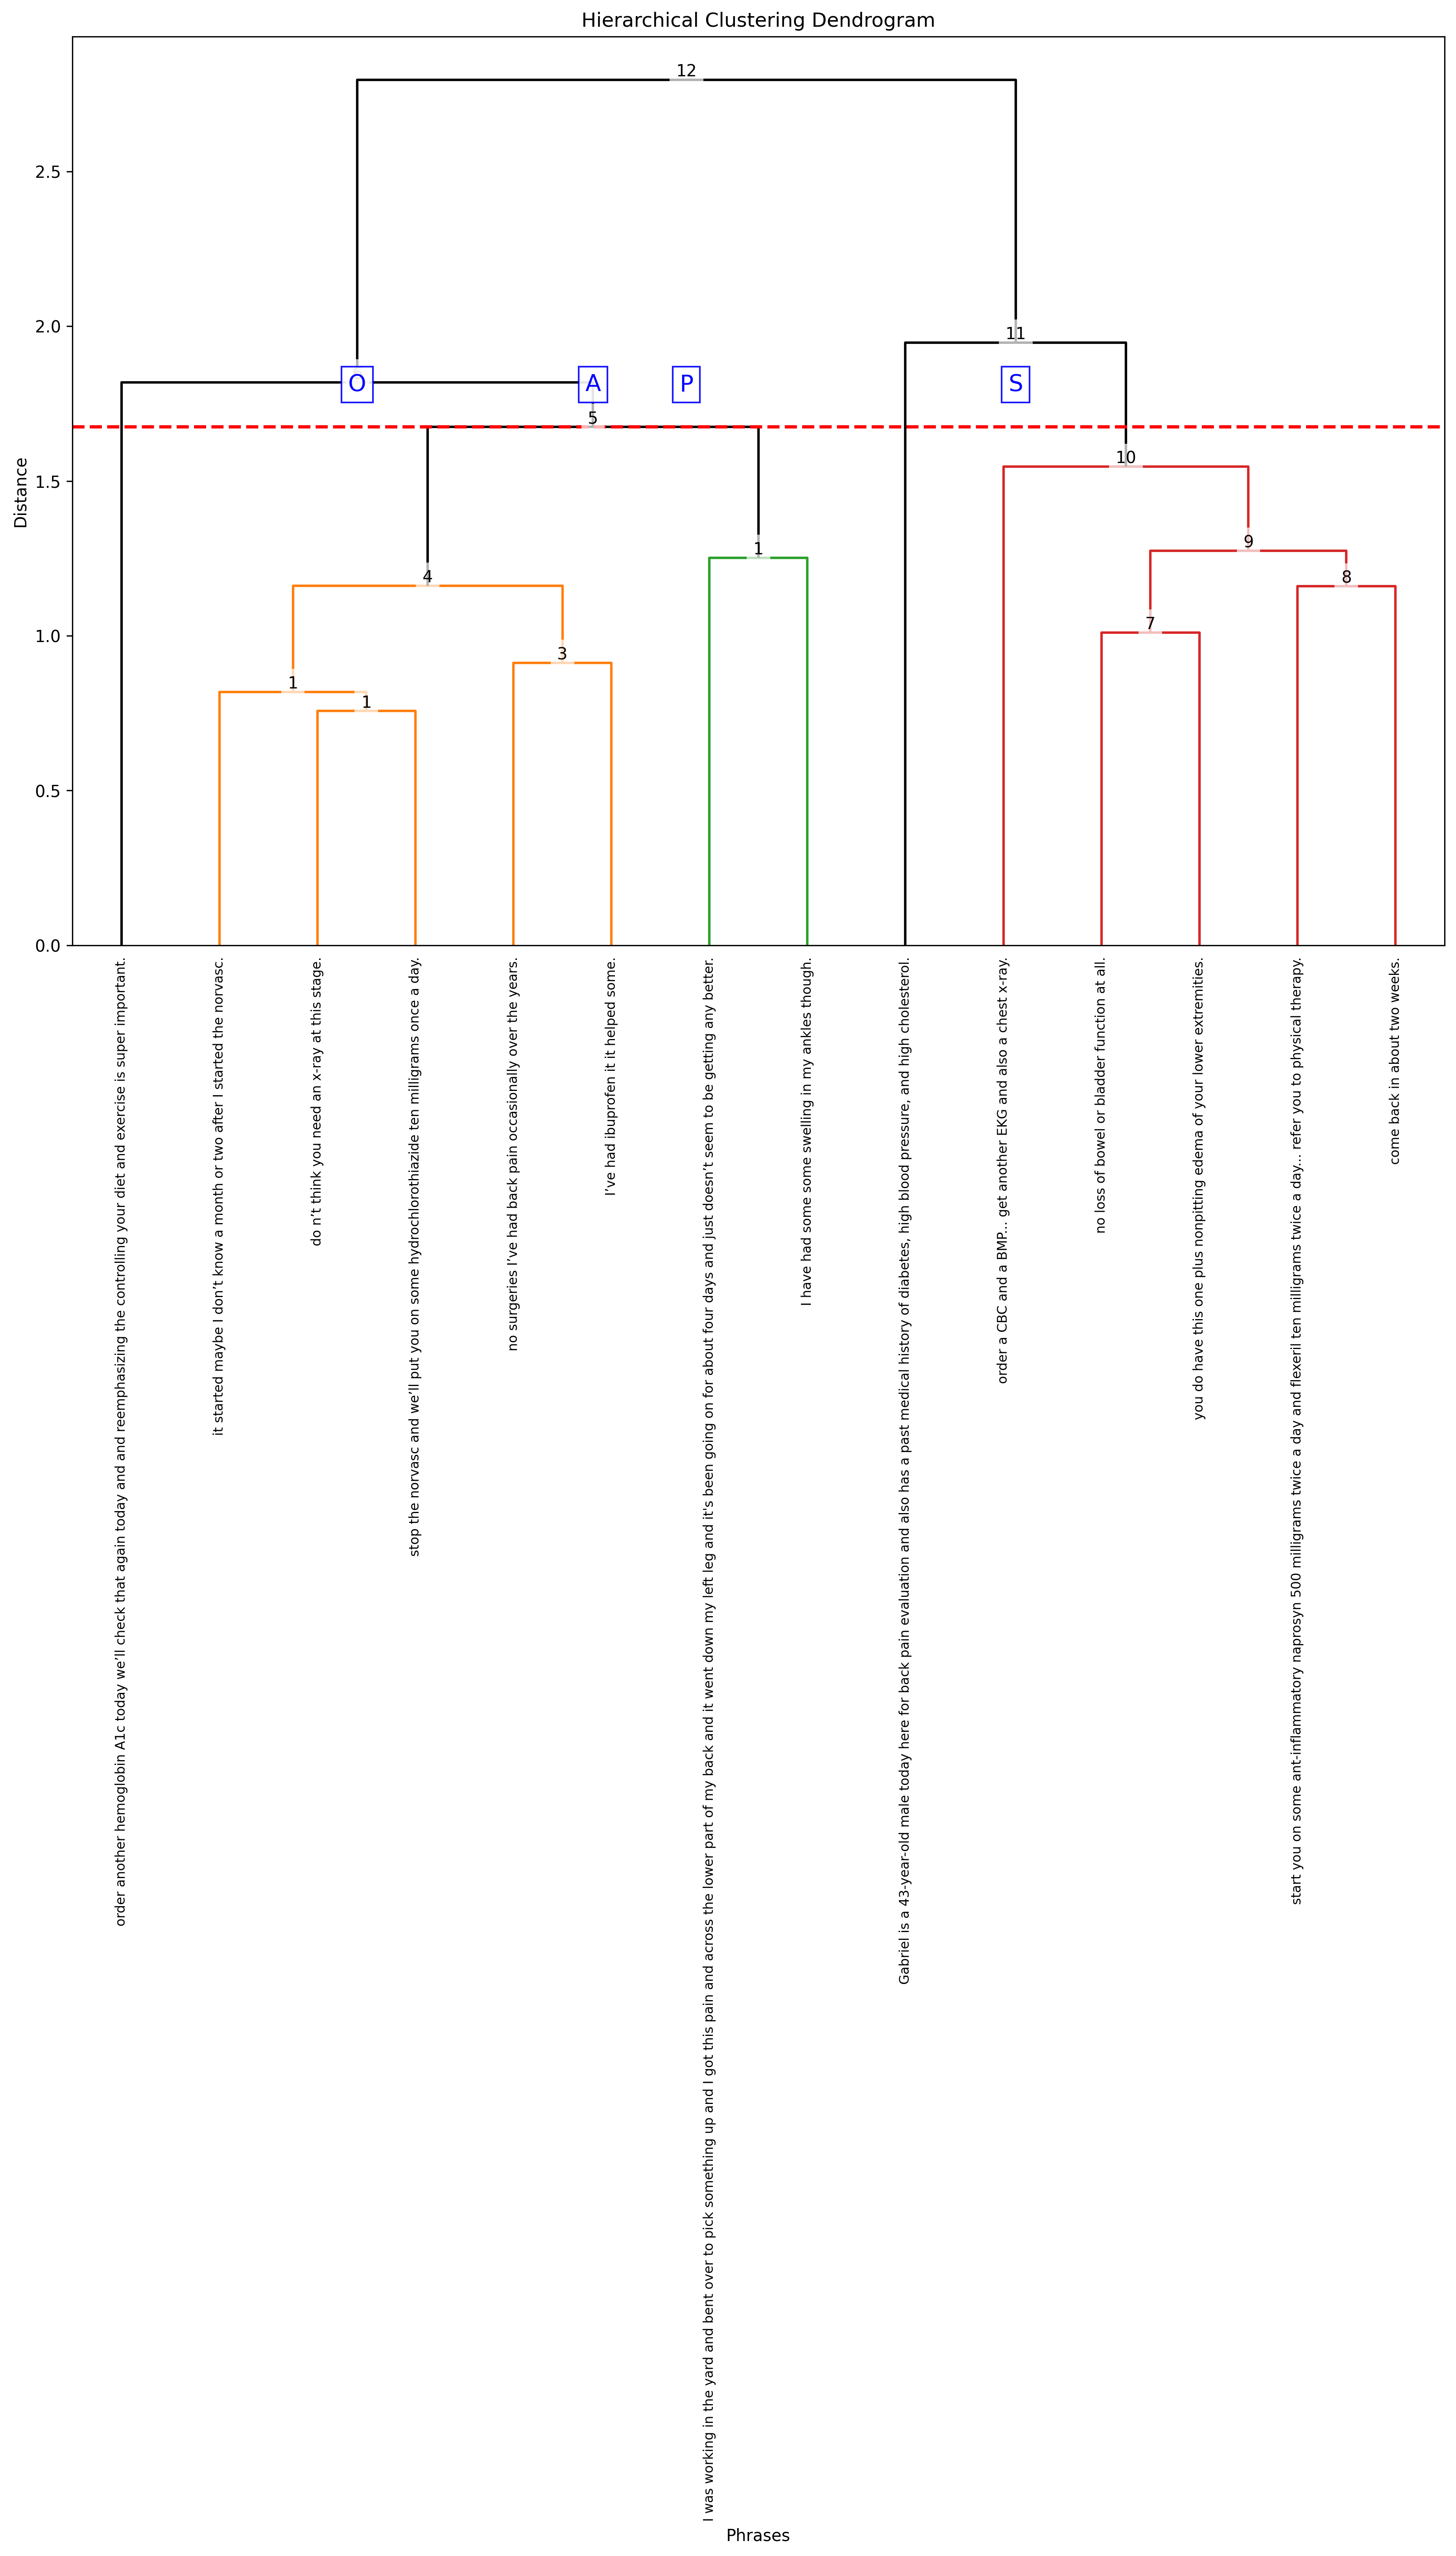 Hierarchical Clustering Dendrogram
12
2.5
2.0
11
O
A
P
S
5
Distance
10
1.5
1
9
4
8
1.0
7
3
1
1
0.5
0.0
order another hemoglobin A1c today we’ll check that again today and and reemphasizing the controlling your diet and exercise is super important.
it started maybe I don’t know a month or two after I started the norvasc.
do n’t think you need an x-ray at this stage.
stop the norvasc and we’ll put you on some hydrochlorothiazide ten milligrams once a day.
no surgeries I’ve had back pain occasionally over the years.
I’ve had ibuprofen it it helped some.
I was working in the yard and bent over to pick something up and I got this pain and across the lower part of my back and it went down my left leg and it's been going on for about four days and just doesn’t seem to be getting any better.
I have had some some swelling in my ankles though.
Gabriel is a 43-year-old male today here for back pain evaluation and also has a past medical history of diabetes, high blood pressure, and high cholesterol.
order a CBC and a BMP... get another EKG and also a chest x-ray.
no loss of bowel or bladder function at all.
you do have this one plus nonpitting edema of your lower extremities.
start you on some ant-inflammatory naprosyn 500 milligrams twice a day and flexeril ten milligrams twice a day... refer you to physical therapy.
come back in about two weeks.
Phrases